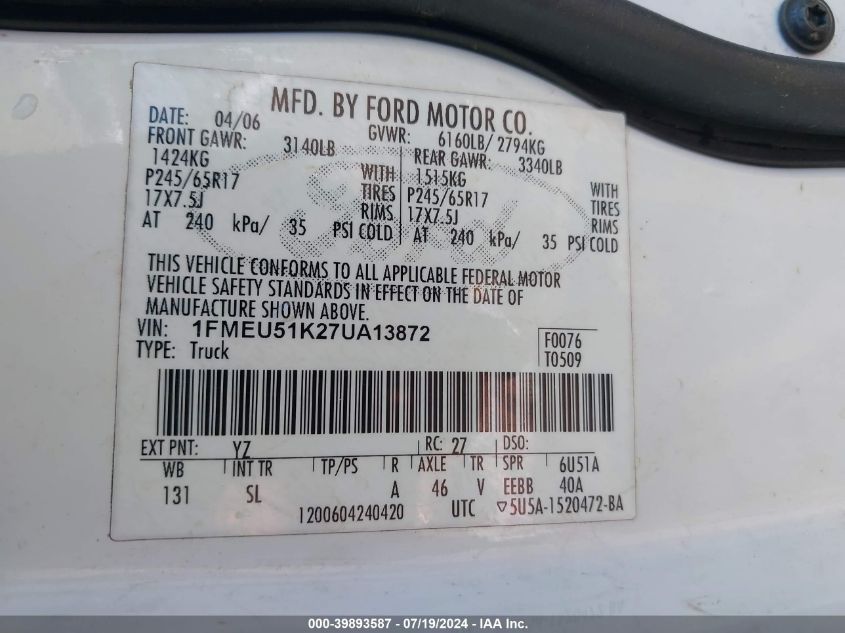 MFD. BY FORD MOTOR CO.
DATE: 04/06 GVWR: 6160LB/ 2794KG
FRONT GAWR: 3140LB REAR GAWR: 3340LB
1424KG WITH 1515KG WITH
P245/65R17 TIRES P245/65R17 TIRES
17X7.5J RIMS 17X7.5J RIMS
AT 240 kPa/ 35 PSI COLD AT 240 kPa/ 35 PSI COLD
Ford
THIS VEHICLE CONFORMS TO ALL APPLICABLE FEDERAL MOTOR
VEHICLE SAFETY STANDARDS IN EFFECT ON THE DATE OF
MANUFACTURE SHOWN ABOVE.
VIN: 1FMEU51K27UA13872 F0076
TYPE: Truck T0509
EXT PNT: YZ RC: 27 DSO:
WB INT TR TP/PS R AXLE TR SPR 6U51A
131 SL A 46 V EEBB 40A
1200604240420 UTC ▽5U5A-1520472-BA
000-39893587 / 07/19/2024 - IAA Inc.